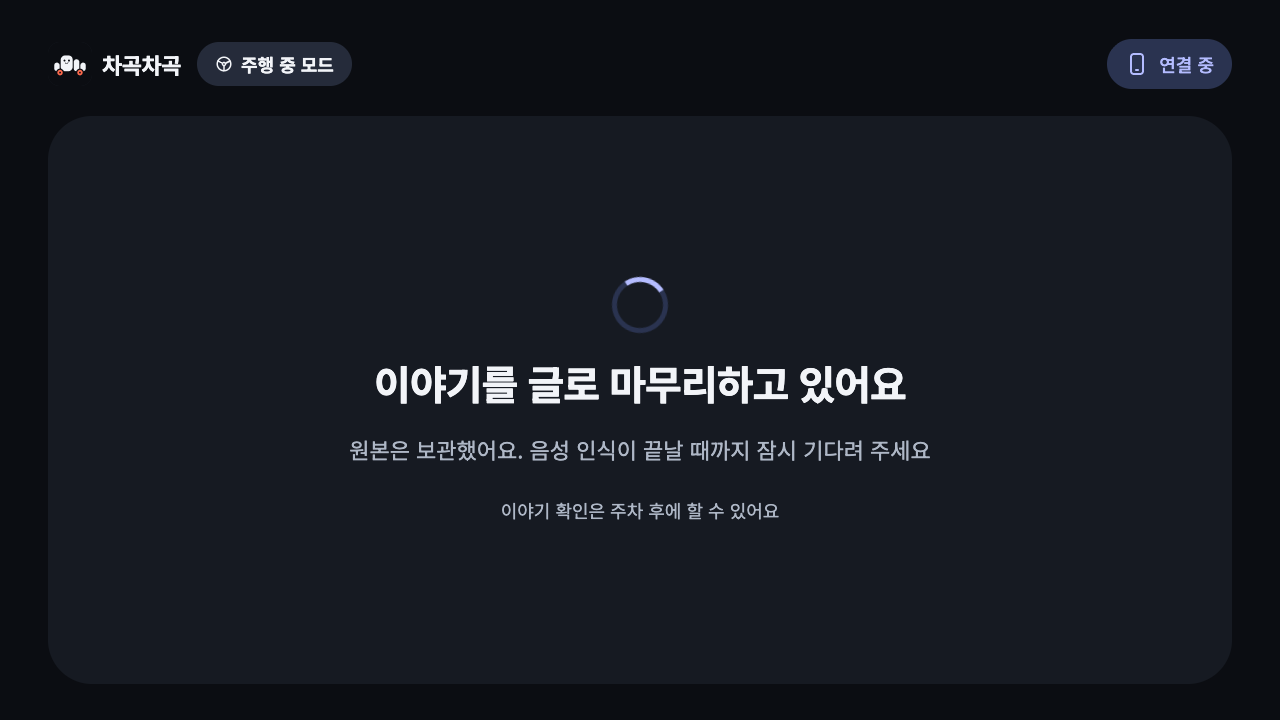 차곡차곡
주행 중 모드
연결 중
이야기를 글로 마무리하고 있어요
원본은 보관했어요. 음성 인식이 끝날 때까지 잠시 기다려 주세요
이야기 확인은 주차 후에 할 수 있어요